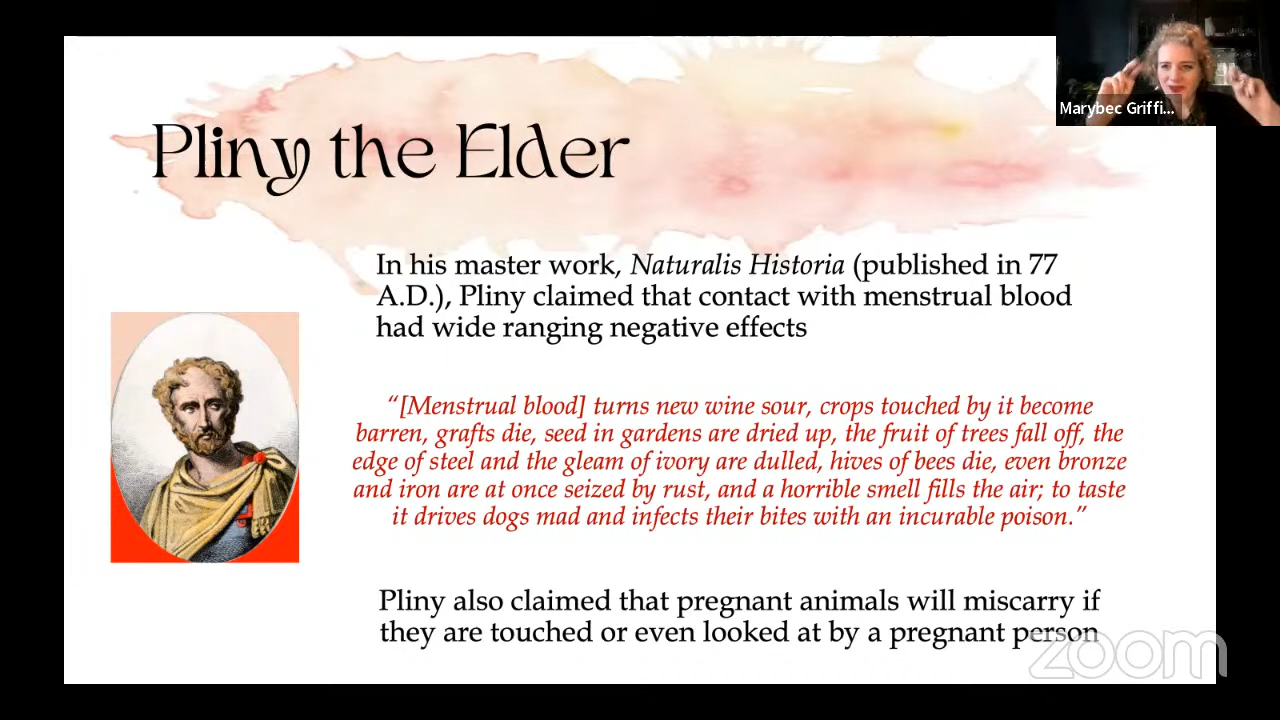 Marybec Griffi...
Pliny the Elder
In his master work, Naturalis Historia (published in 77
A.D.), Pliny claimed that contact with menstrual blood
had wide ranging negative effects
“[Menstrual blood] turns new wine sour, crops touched by it become
barren, grafts die, seed in gardens are dried up, the fruit of trees fall off, the
edge of steel and the gleam of ivory are dulled, hives of bees die, even bronze
and iron are at once seized by rust, and a horrible smell fills the air; to taste
it drives dogs mad and infects their bites with an incurable poison.”
Pliny also claimed that pregnant animals will miscarry if
they are touched or even looked at by a pregnant person
zoom